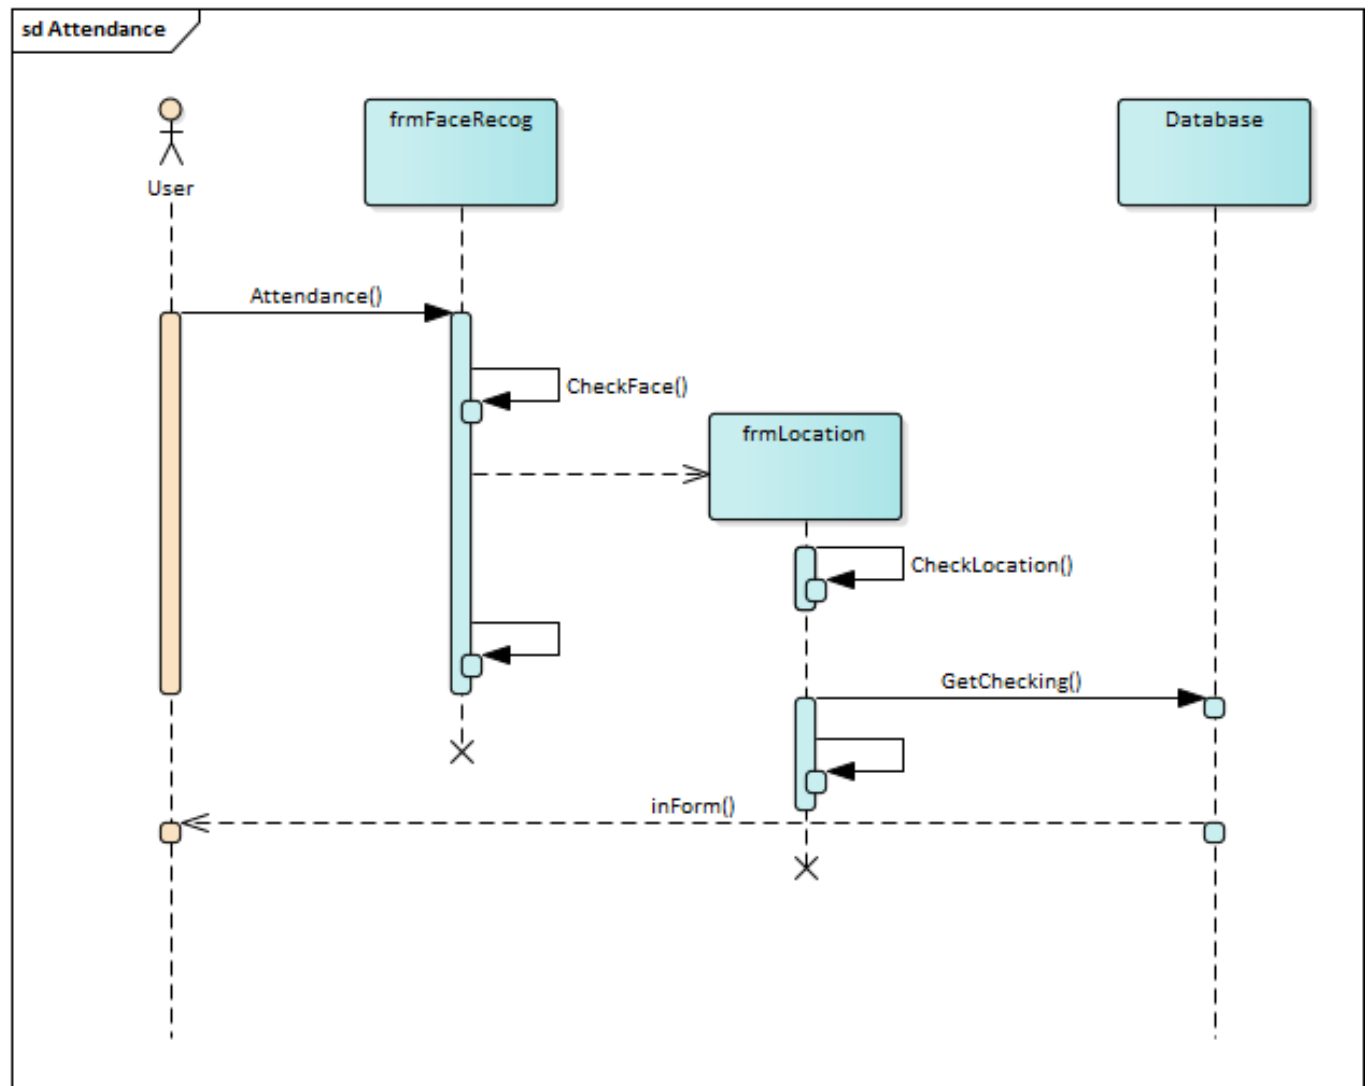 sd Attendance
frmFaceRecog
Database
User
Attendance()
CheckFace()
frmLocation
CheckLocation()
GetChecking()
inForm()